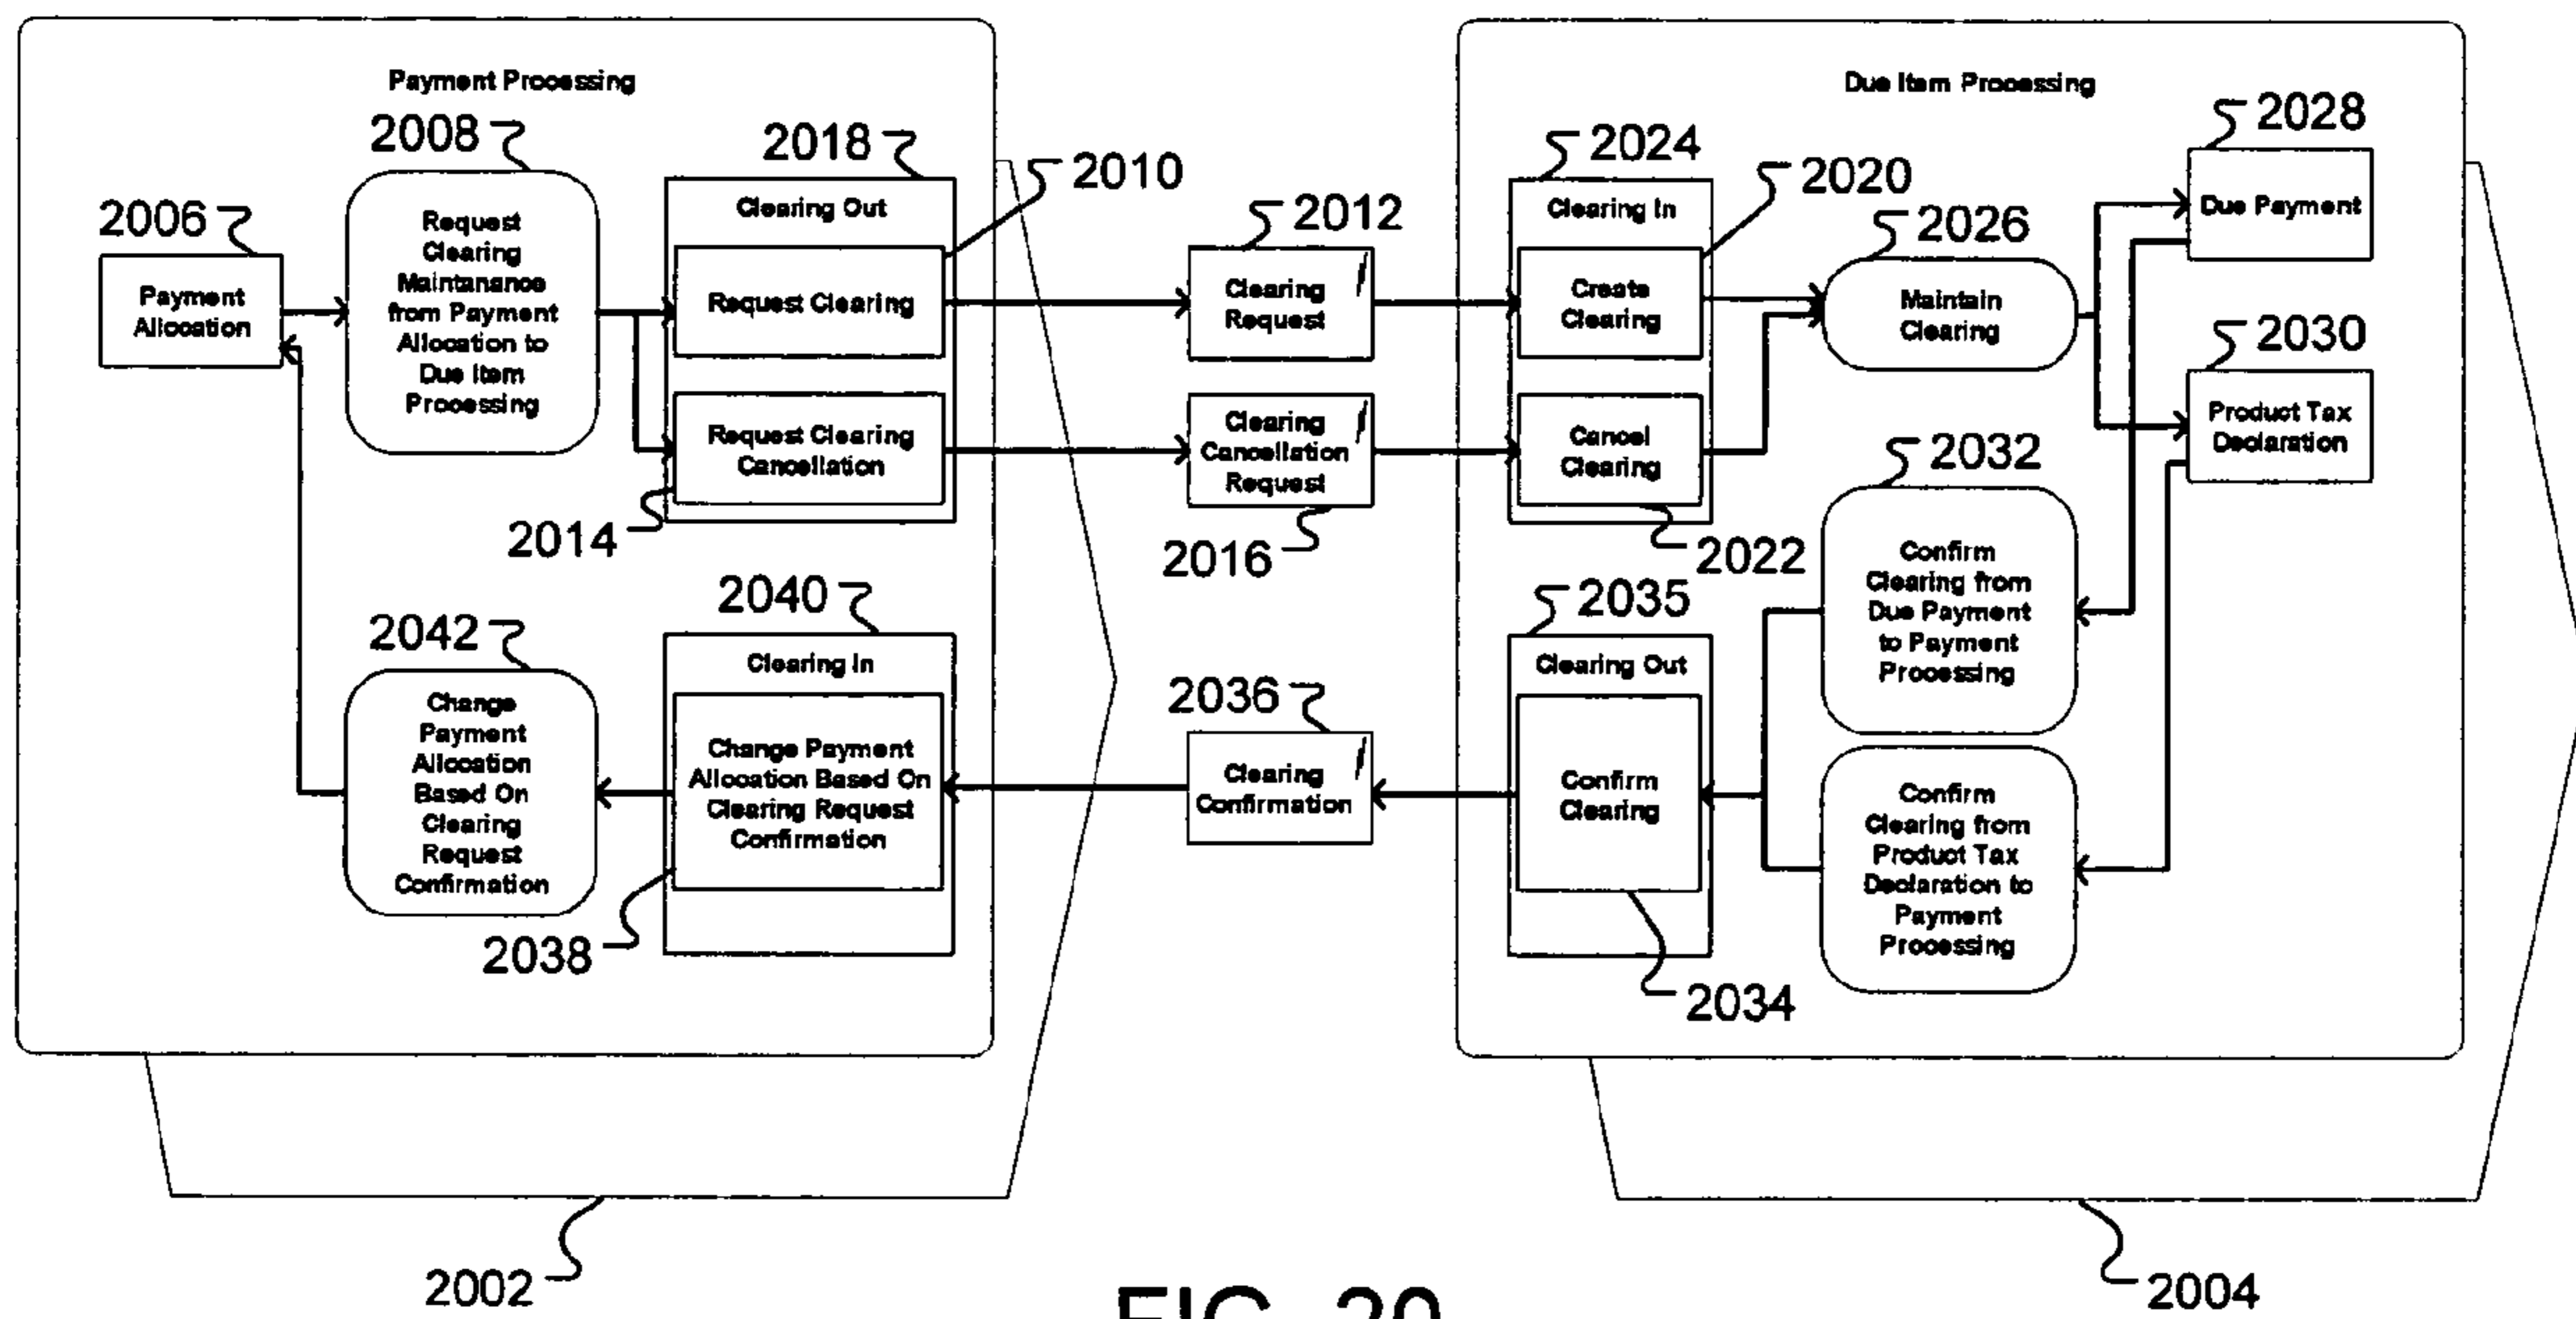 Payment Processing
2008
2018
2010
2006
Payment
Allocation
Request
Clearing
Maintanance
from Payment
Allocation to
Due Item
Processing
Clearing Out
Request Clearing
Request Clearing
Cancellation
2014
2012
Clearing
Request
Clearing
Cancellation
Request
2016
Due Item Processing
2024
2020
Clearing In
Create
Clearing
Cancel
Clearing
2022
2026
Maintain
Clearing
2028
Due Payment
2030
Product Tax
Declaration
2032
Confirm
Clearing from
Due Payment
to Payment
Processing
Confirm
Clearing from
Product Tax
Declaration to
Payment
Processing
2035
Clearing Out
Confirm
Clearing
2034
2036
Clearing
Confirmation
2040
Clearing In
Change Payment
Allocation Based On
Clearing Request
Confirmation
2038
2042
Change
Payment
Allocation
Based On
Clearing
Request
Confirmation
2002
2004
FIG. 20